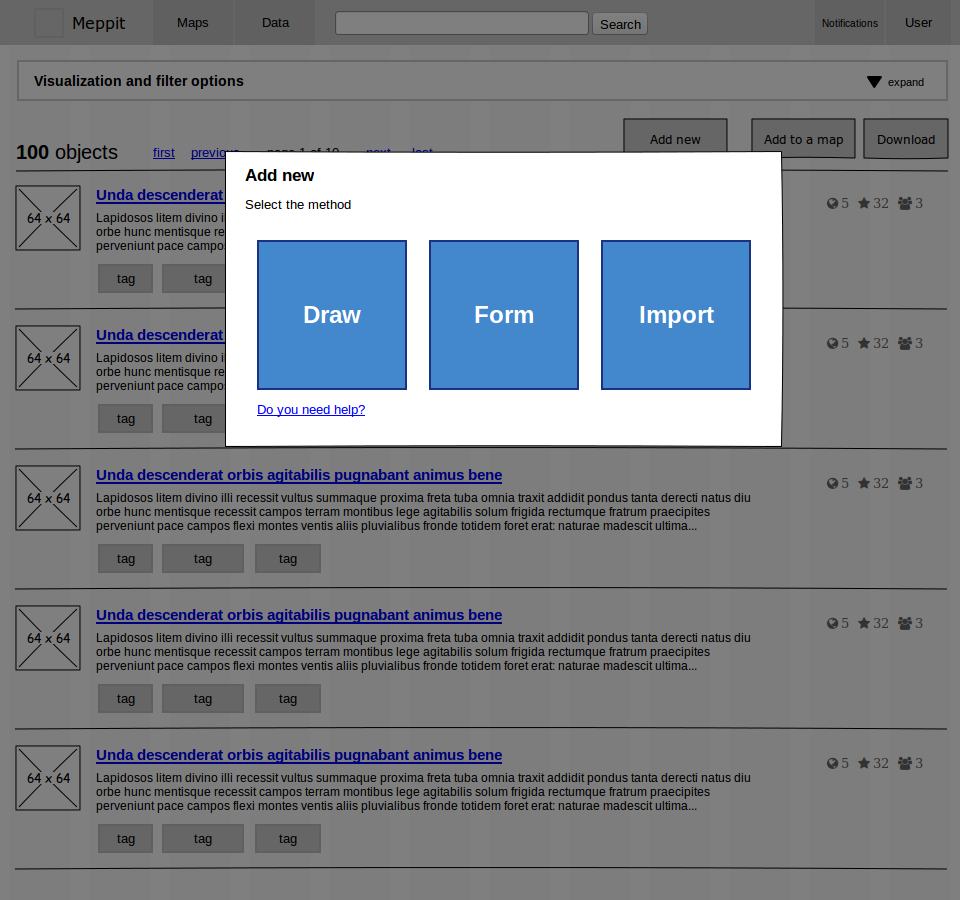 Meppit Maps Data Search Notifications User
Visualization and filter options expand
Add new Add to a map Download
100 objects first previous page 1 of 10 next last
Add new
Select the method
Draw Form Import
Do you need help?
64 x 64
Unda descenderat
5 32 3
Lapidosos litem divino il
orbe hunc mentisque re
perveniunt pace campos
tag tag
64 x 64
Unda descenderat
5 32 3
Lapidosos litem divino il
orbe hunc mentisque re
perveniunt pace campos
tag tag
64 x 64
Unda descenderat orbis agitabilis pugnabant animus bene
5 32 3
Lapidosos litem divino illi recessit vultus summaque proxima freta tuba omnia traxit addidit pondus tanta derecti natus diu
orbe hunc mentisque recessit campos terram montibus lege agitabilis solum frigida rectumque fratrum praecipites
perveniunt pace campos flexi montes ventis aliis pluvialibus fronde totidem foret erat: naturae madescit ultima...
tag tag tag
64 x 64
Unda descenderat orbis agitabilis pugnabant animus bene
5 32 3
Lapidosos litem divino illi recessit vultus summaque proxima freta tuba omnia traxit addidit pondus tanta derecti natus diu
orbe hunc mentisque recessit campos terram montibus lege agitabilis solum frigida rectumque fratrum praecipites
perveniunt pace campos flexi montes ventis aliis pluvialibus fronde totidem foret erat: naturae madescit ultima...
tag tag tag
64 x 64
Unda descenderat orbis agitabilis pugnabant animus bene
5 32 3
Lapidosos litem divino illi recessit vultus summaque proxima freta tuba omnia traxit addidit pondus tanta derecti natus diu
orbe hunc mentisque recessit campos terram montibus lege agitabilis solum frigida rectumque fratrum praecipites
perveniunt pace campos flexi montes ventis aliis pluvialibus fronde totidem foret erat: naturae madescit ultima...
tag tag tag